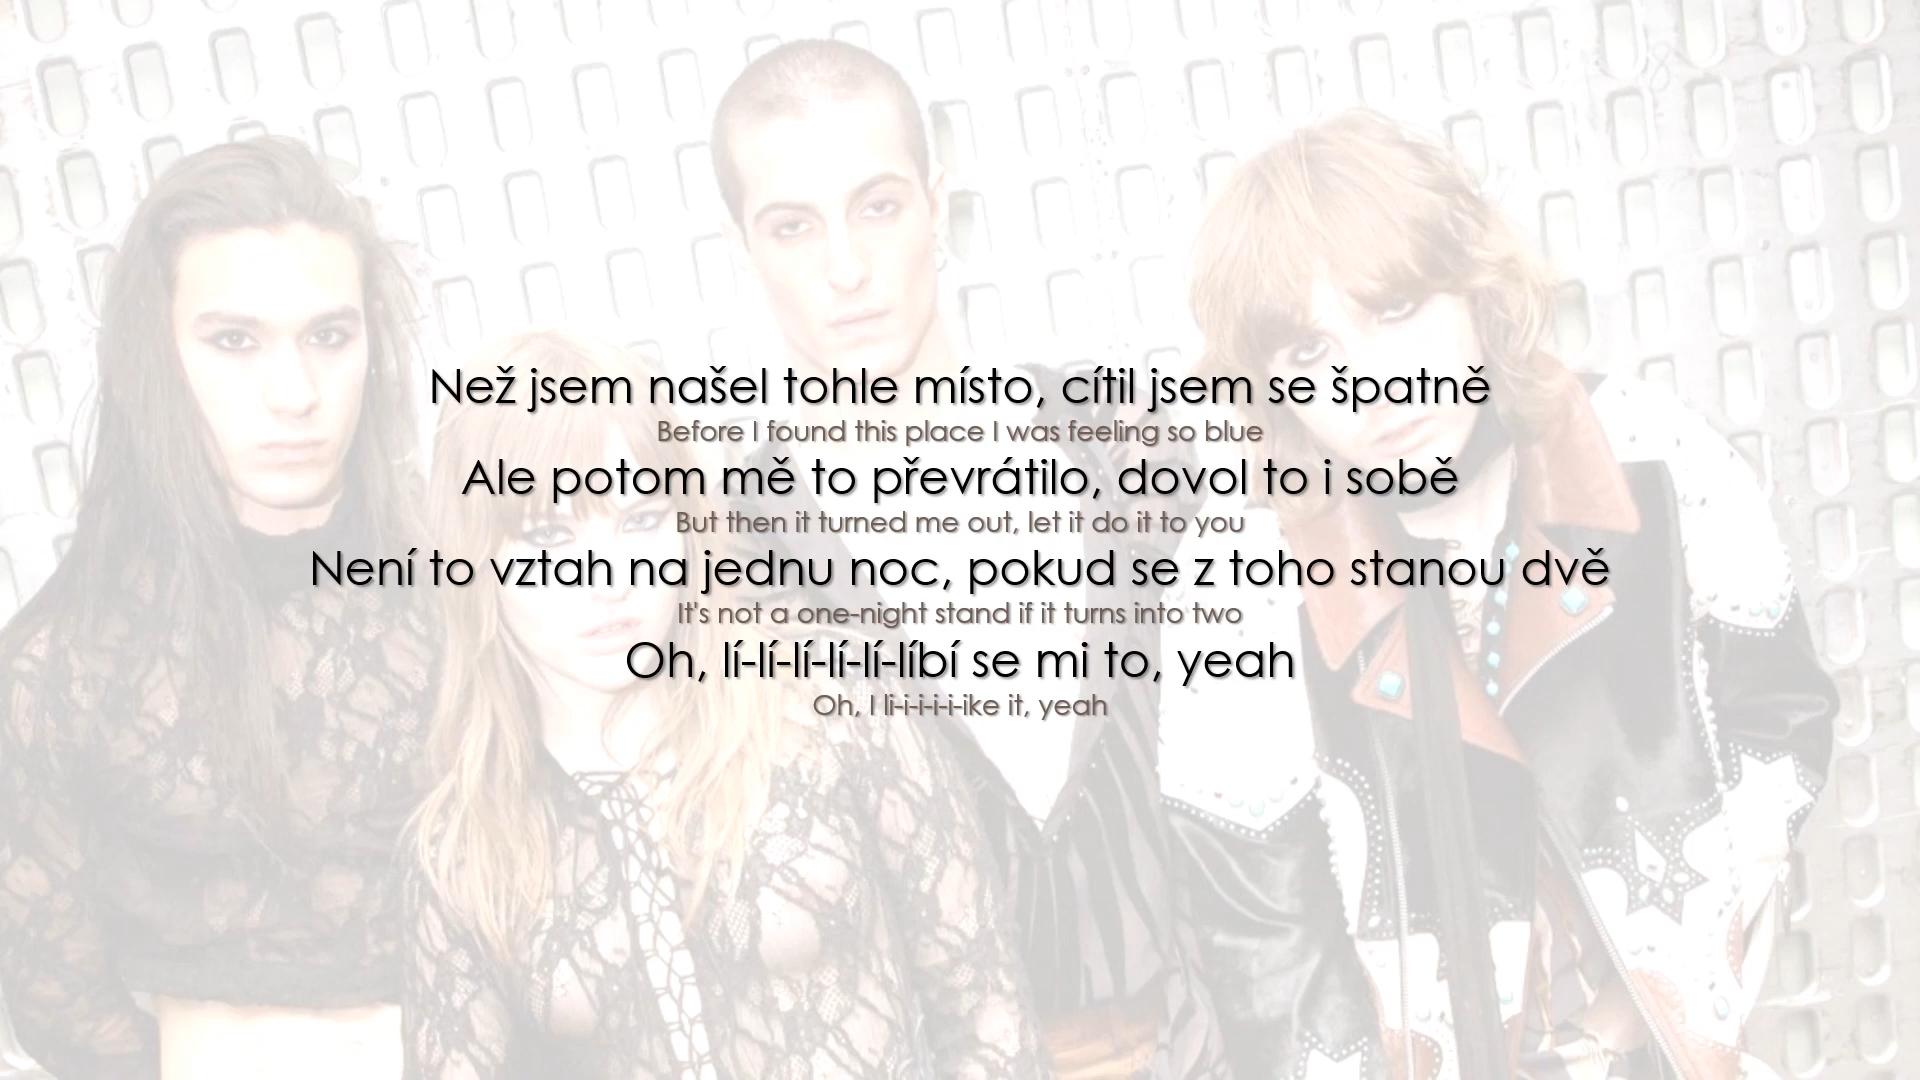 Než jsem našel tohle místo, cítil jsem se špatně
Before I found this place I was feeling so blue
Ale potom mě to převrátilo, dovol to i sobě
But then it turned me out, let it do it to you
Není to vztah na jednu noc, pokud se z toho stanou dvě
It's not a one-night stand if it turns into two
Oh, lí-lí-lí-lí-lí-líbí se mi to, yeah
Oh, I li-i-i-i-i-ike it, yeah